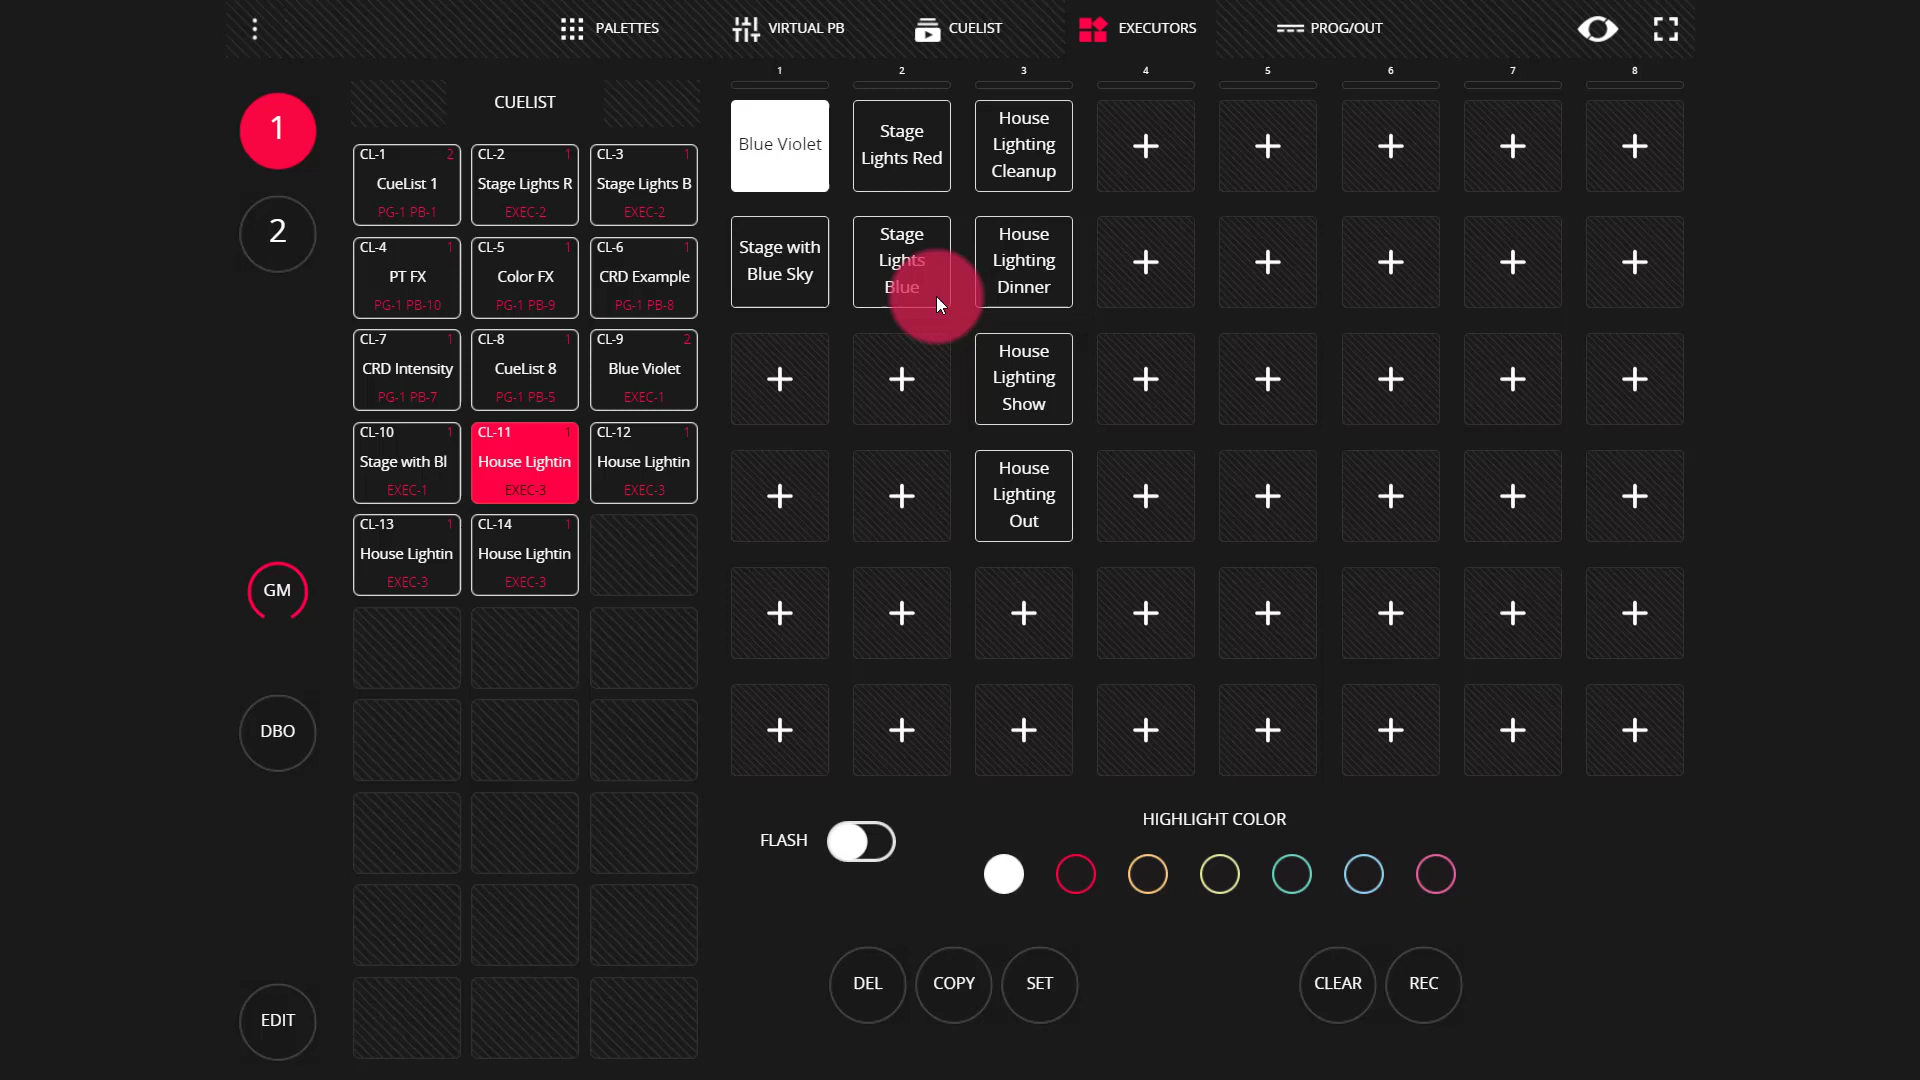 PALETTES
VIRTUAL PB
CUELIST
EXECUTORS
PROG/OUT
1
2
3
4
5
6
7
8
1
2
GM
DBO
EDIT
CUELIST
CL-1 2
CueList 1
PG-1 PB-1
CL-2 1
Stage Lights R
EXEC-2
CL-3 1
Stage Lights B
EXEC-2
CL-4 1
PT FX
PG-1 PB-10
CL-5 1
Color FX
PG-1 PB-9
CL-6 1
CRD Example
PG-1 PB-8
CL-7 1
CRD Intensity
PG-1 PB-7
CL-8 1
CueList 8
PG-1 PB-5
CL-9 2
Blue Violet
EXEC-1
CL-10 1
Stage with Bl
EXEC-1
CL-11 1
House Lightin
EXEC-3
CL-12 1
House Lightin
EXEC-3
CL-13 1
House Lightin
EXEC-3
CL-14 1
House Lightin
EXEC-3
Blue Violet
Stage
Lights Red
House
Lighting
Cleanup
Stage with
Blue Sky
Stage
Lights
Blue
House
Lighting
Dinner
House
Lighting
Show
House
Lighting
Out
FLASH
HIGHLIGHT COLOR
DEL
COPY
SET
CLEAR
REC